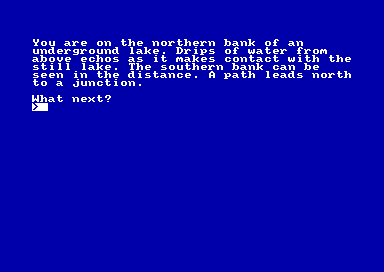 You are on the northern bank of an
underground lake. Drips of water from
above echos as it makes contact with the
still lake. The southern bank can be
seen in the distance. A path leads north
to a junction.
What next?
>